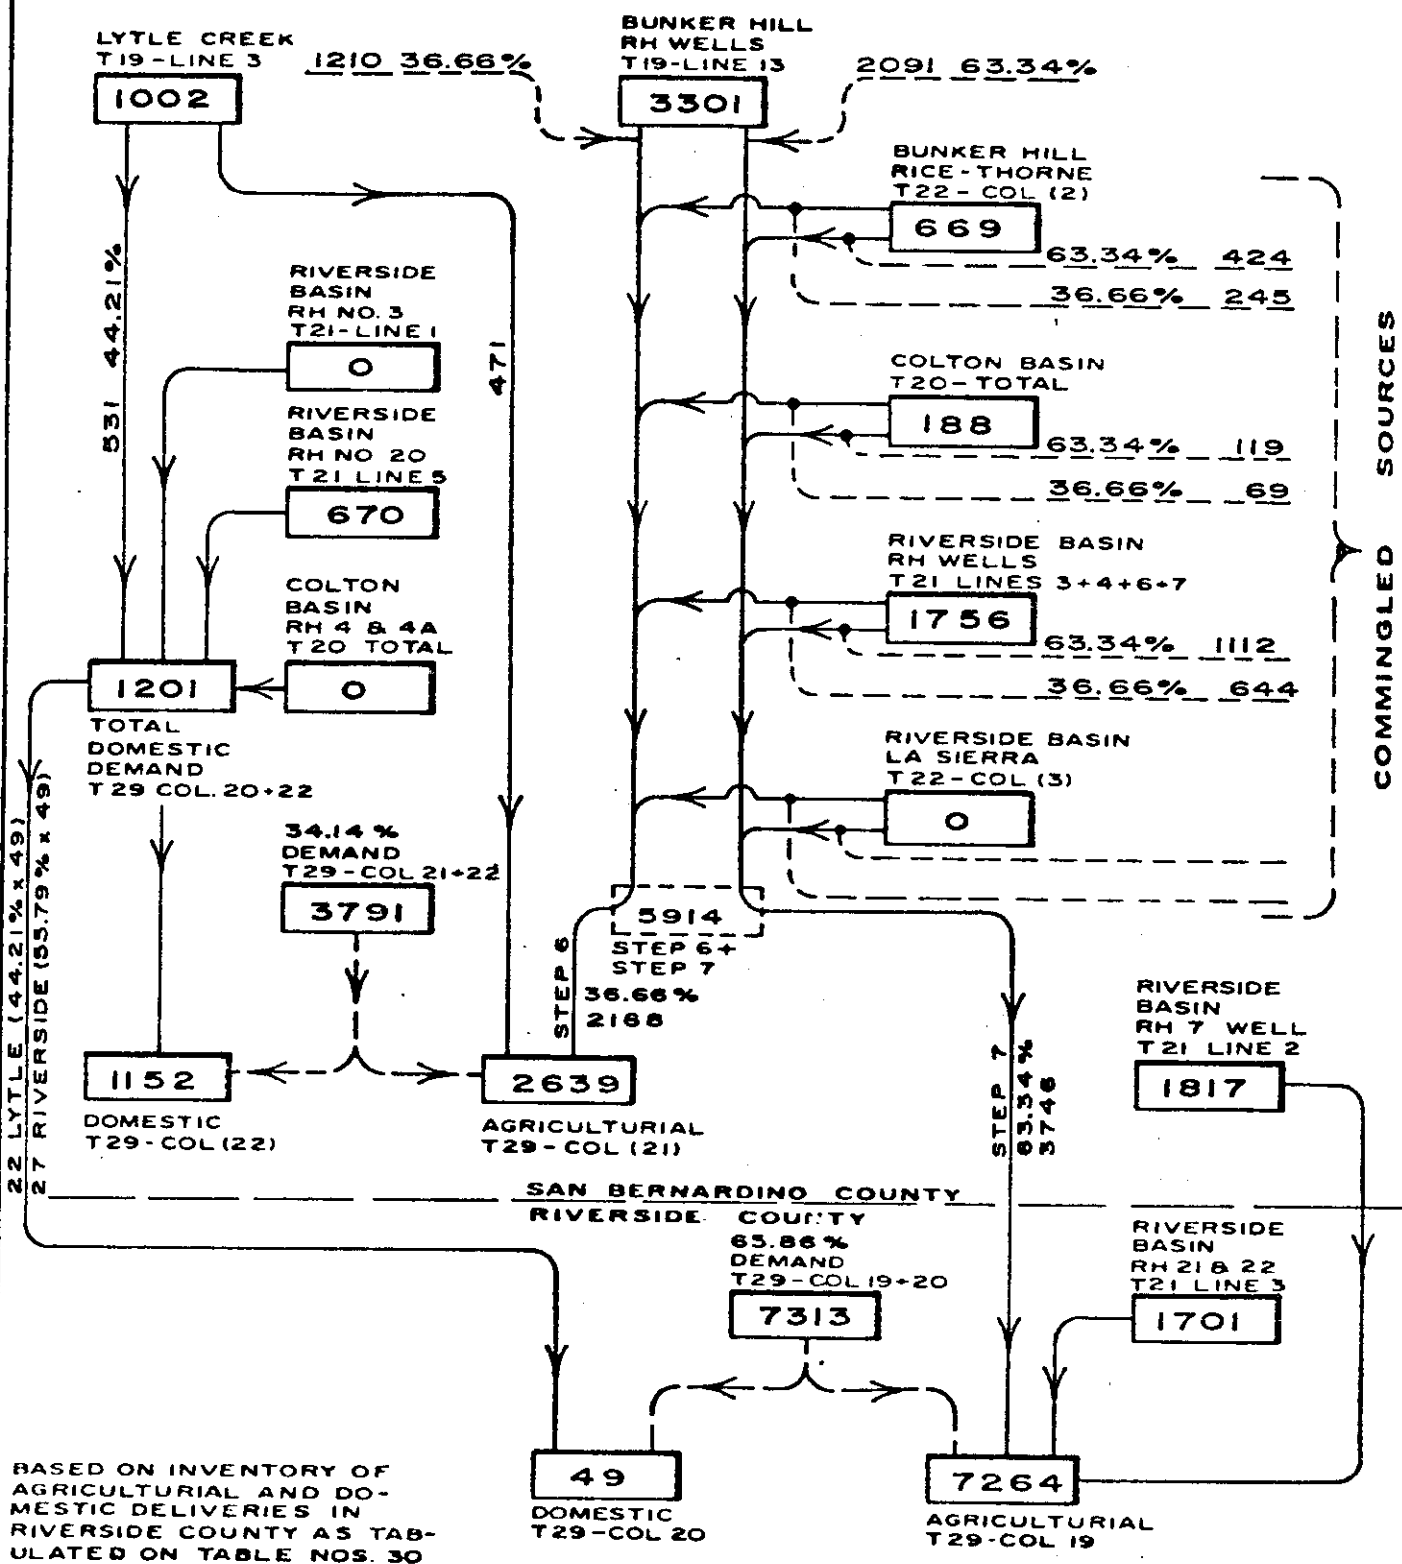 LYTLE CREEK
T19-LINE 3
1002
1210 36.66%
BUNKER HILL
RH WELLS
T19-LINE 13
3301
2091 63.34%
BUNKER HILL
RICE-THORNE
T22-COL (2)
669
63.34% 424
36.66% 245
531 44.21%
471
RIVERSIDE
BASIN
RH NO. 3
T21-LINE 1
0
RIVERSIDE
BASIN
RH NO 20
T21 LINE 5
670
COLTON
BASIN
RH 4 & 4A
T20 TOTAL
0
COLTON BASIN
T20-TOTAL
188
63.34% 119
36.66% 69
RIVERSIDE BASIN
RH WELLS
T21 LINES 3+4+6+7
1756
63.34% 1112
36.66% 644
RIVERSIDE BASIN
LA SIERRA
T22-COL (3)
0
COMMINGLED SOURCES
1201
TOTAL
DOMESTIC
DEMAND
T29 COL. 20+22
22 LYTLE (44.21% x 49)
27 RIVERSIDE (55.79% x 49)
34.14%
DEMAND
T29-COL 21+22
3791
5914
STEP 6+
STEP 7
STEP 6
36.66%
2168
1152
DOMESTIC
T29-COL (22)
2639
AGRICULTURIAL
T29-COL (21)
STEP 7
63.34%
3746
RIVERSIDE
BASIN
RH 7 WELL
T21 LINE 2
1817
SAN BERNARDINO COUNTY
RIVERSIDE COUNTY
65.86%
DEMAND
T29-COL 19+20
7313
RIVERSIDE
BASIN
RH 21 & 22
T21 LINE 3
1701
49
DOMESTIC
T29-COL 20
7264
AGRICULTURIAL
T29-COL 19
BASED ON INVENTORY OF
AGRICULTURIAL AND DO-
MESTIC DELIVERIES IN
RIVERSIDE COUNTY AS TAB-
ULATED ON TABLE NOS. 30